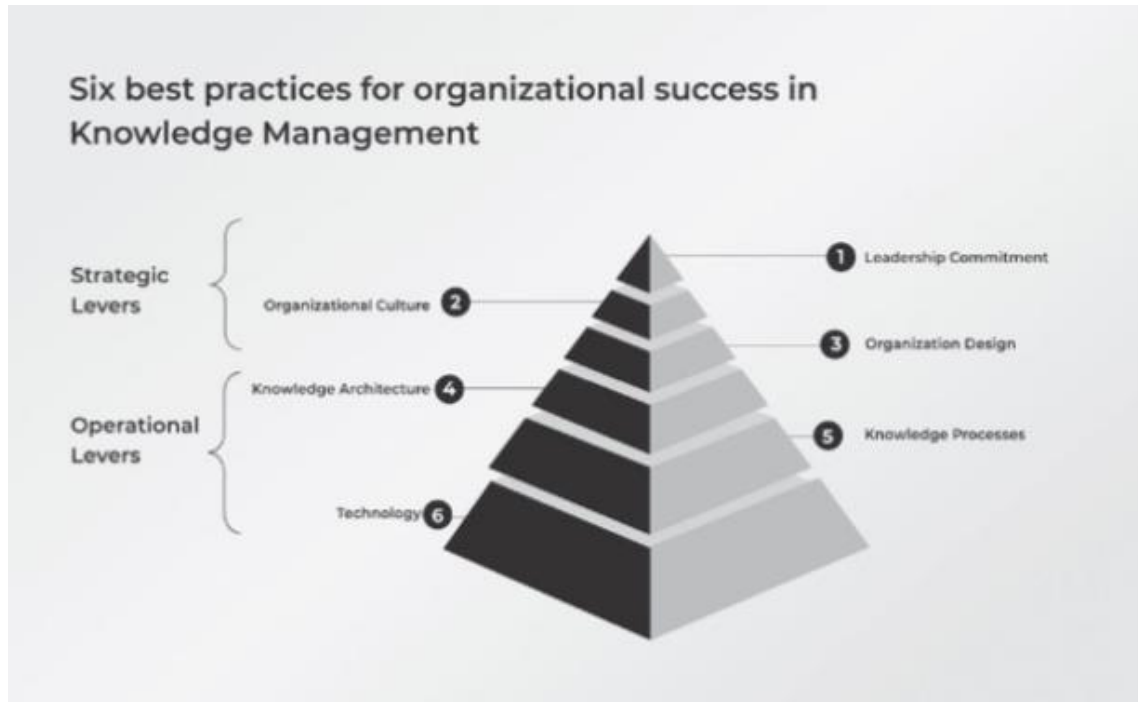 Six best practices for organizational success in
Knowledge Management
Strategic
Levers
1 Leadership Commitment
Organizational Culture 2
3 Organization Design
Operational
Levers
Knowledge Architecture 4
5 Knowledge Processes
Technology 6